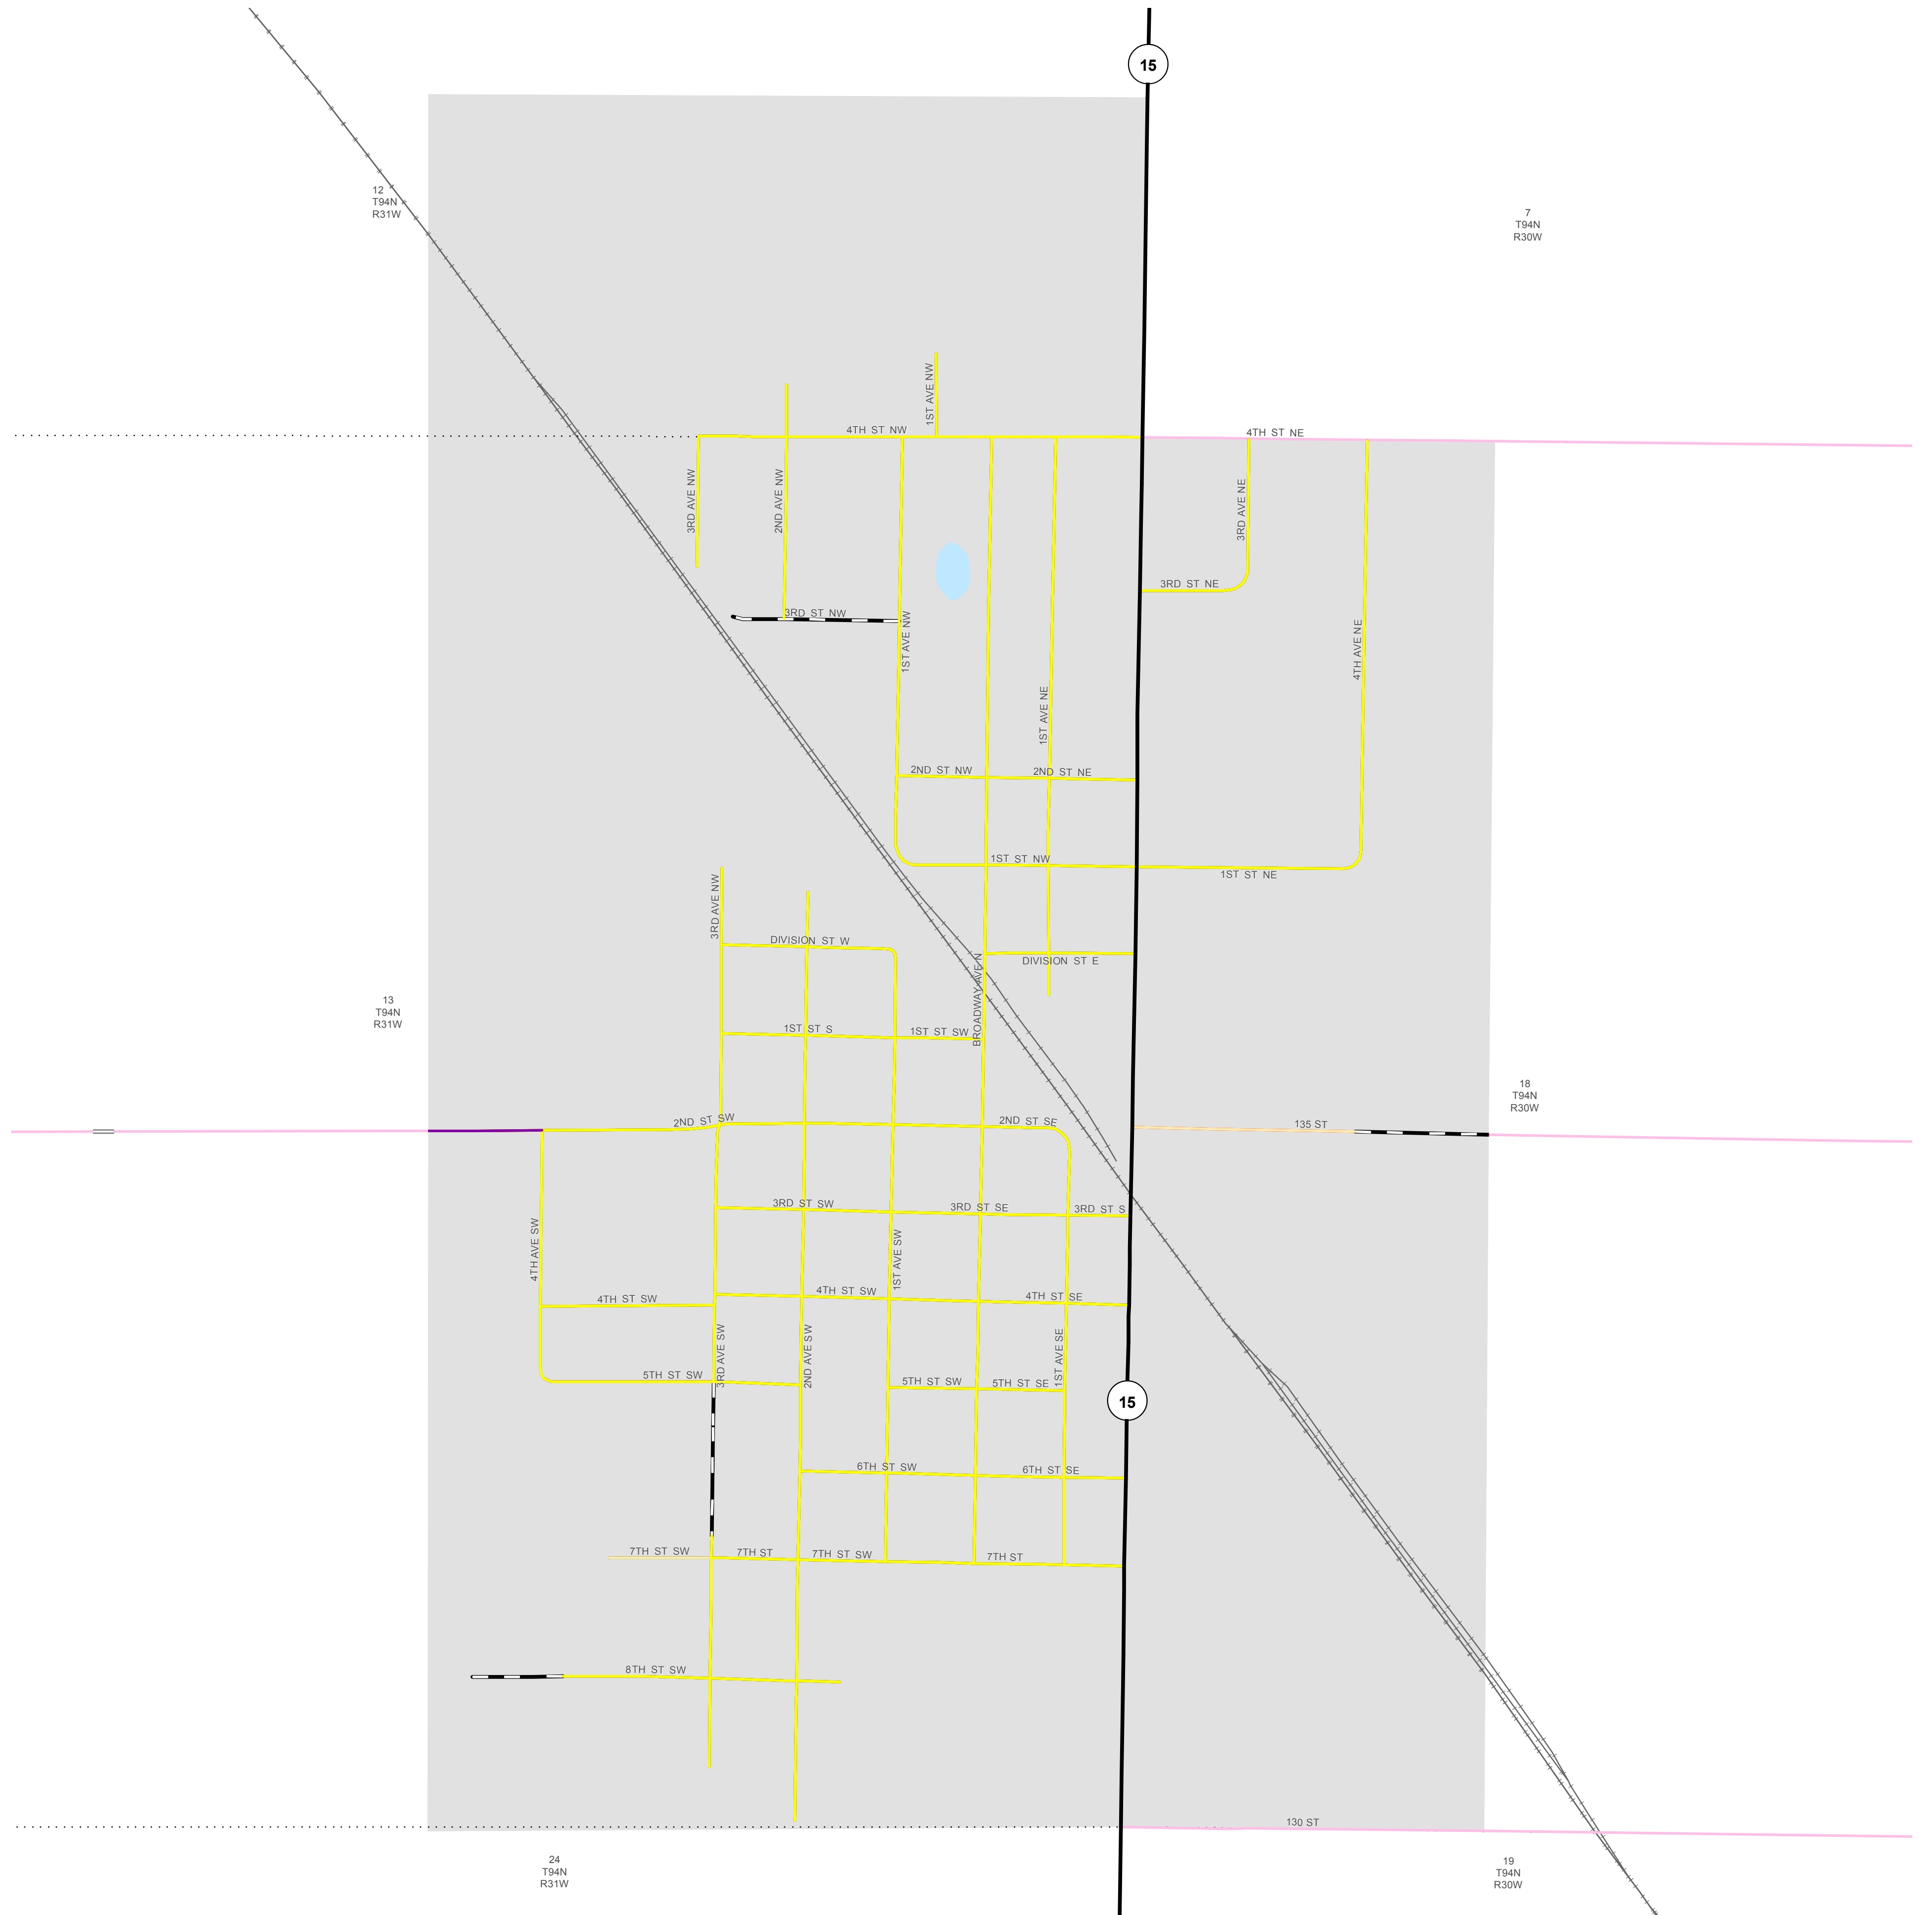 15
12
T94N
R31W
7
T94N
R30W
1ST AVE NW
4TH ST NW
4TH ST NE
3RD AVE NW
2ND AVE NW
3RD AVE NE
3RD ST NE
3RD ST NW
1ST AVE NW
4TH AVE NE
1ST AVE NE
2ND ST NW
2ND ST NE
1ST ST NW
1ST ST NE
3RD AVE NW
DIVISION ST W
DIVISION ST E
BROADWAY AVE N
13
T94N
R31W
1ST ST S
1ST ST SW
18
T94N
R30W
2ND ST SW
2ND ST SE
135 ST
3RD ST SW
3RD ST SE
3RD ST S
4TH AVE SW
1ST AVE SW
4TH ST SW
4TH ST SW
4TH ST SE
3RD AVE SW
2ND AVE SW
1ST AVE SE
5TH ST SW
5TH ST SW
5TH ST SE
15
6TH ST SW
6TH ST SE
7TH ST SW
7TH ST
7TH ST SW
7TH ST
8TH ST SW
130 ST
24
T94N
R31W
19
T94N
R30W